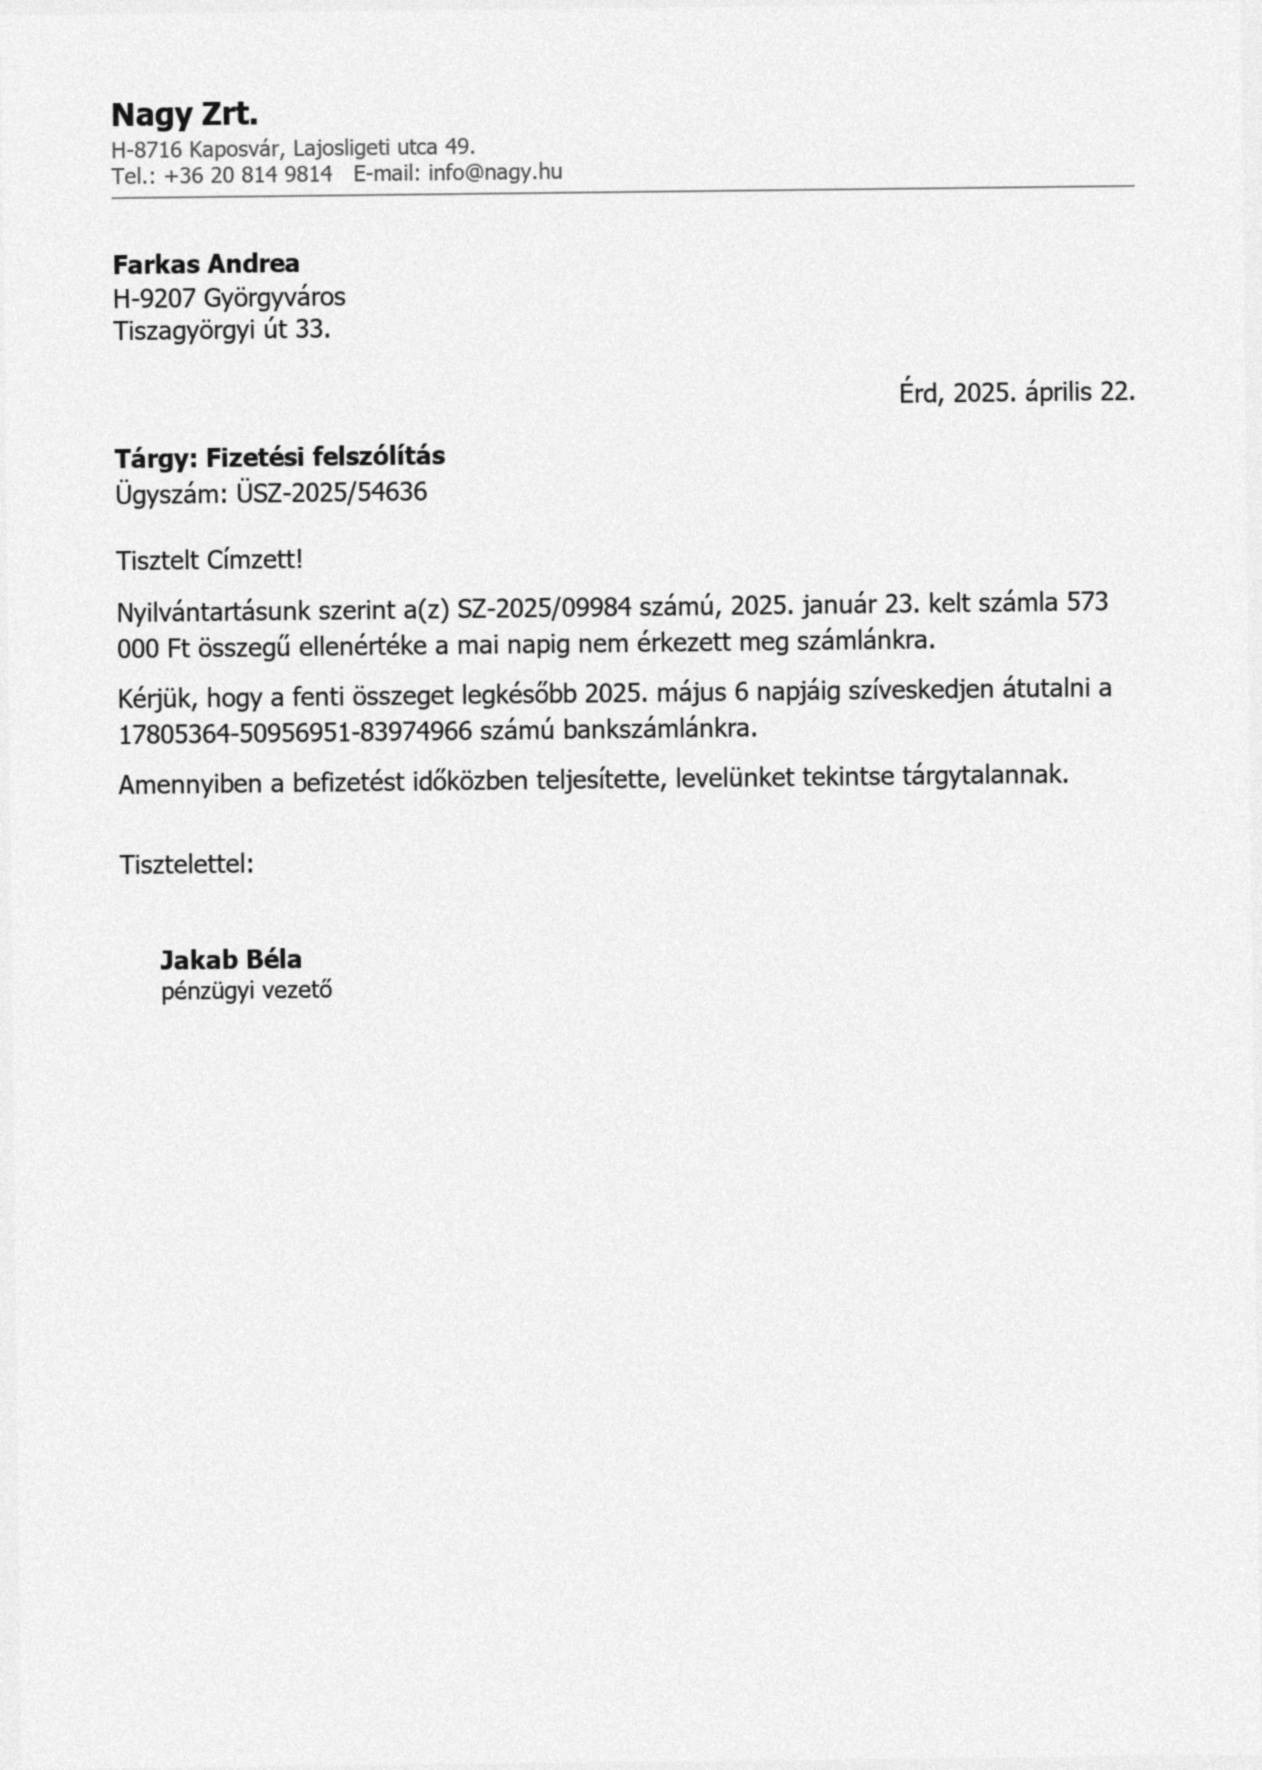 Nagy Zrt.
H-8716 Kaposvár, Lajosligeti utca 49.
Tel.: +36 20 814 9814 E-mail: info@nagy.hu
Farkas Andrea
H-9207 Györgyváros
Tiszagyörgyi út 33.
Érd, 2025. április 22.
Tárgy: Fizetési felszólítás
Ügyszám: ÜSZ-2025/54636
Tisztelt Címzett!
Nyilvántartásunk szerint a(z) SZ-2025/09984 számú, 2025. január 23. kelt számla 573
000 Ft összegű ellenértéke a mai napig nem érkezett meg számlánkra.
Kérjük, hogy a fenti összeget legkésőbb 2025. május 6 napjáig szíveskedjen átutalni a
17805364-50956951-83974966 számú bankszámlánkra.
Amennyiben a befizetést időközben teljesítette, levelünket tekintse tárgytalannak.
Tisztelettel:
Jakab Béla
pénzügyi vezető